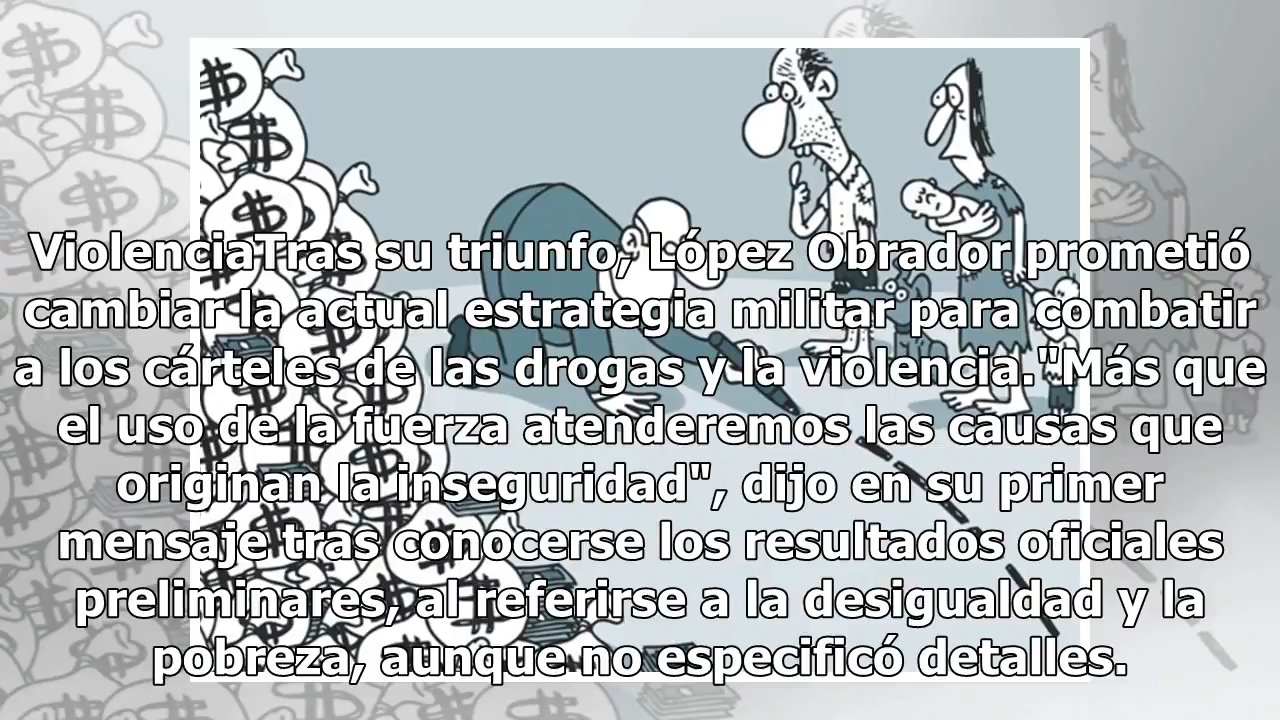 ViolenciaTras su triunfo, López Obrador prometió
cambiar la actual estrategia militar para combatir
a los cárteles de las drogas y la violencia."Más que
el uso de la fuerza atenderemos las causas que
originan la inseguridad", dijo en su primer
mensaje tras conocerse los resultados oficiales
preliminares, al referirse a la desigualdad y la
pobreza, aunque no especificó detalles.